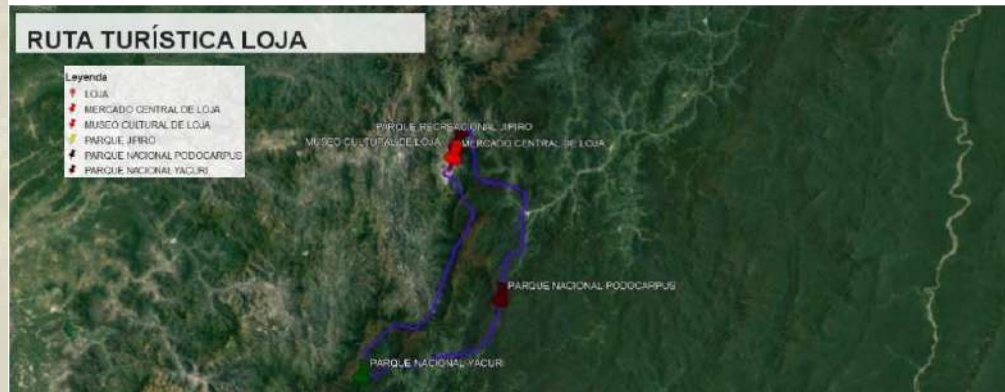 RUTA TURÍSTICA LOJA
Leyenda
LOJA
MERCADO CENTRAL DE LOJA
MUSEO CULTURAL DE LOJA
PARQUE JIPIRO
PARQUE NACIONAL PODOCARPUS
PARQUE NACIONAL YACURI
PARQUE RECREACIONAL JIPIRO
MUSEO CULTURAL DE LOJA
MERCADO CENTRAL DE LOJA
PARQUE NACIONAL PODOCARPUS
PARQUE NACIONAL YACURI